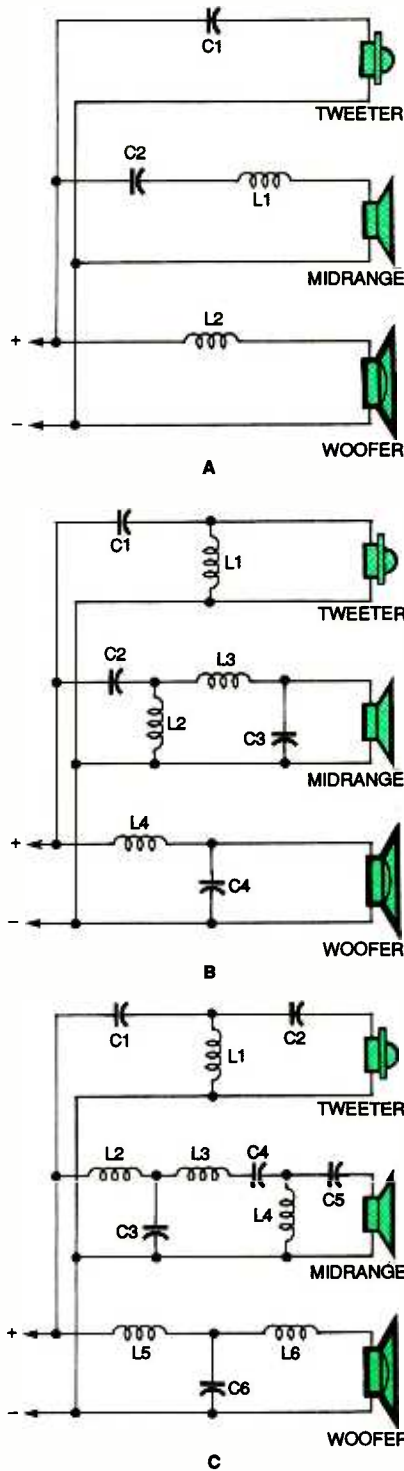 C1
TWEETER
C2
L1
MIDRANGE
+
L2
−
WOOFER
A
C1
L1
TWEETER
C2
L3
L2
C3
MIDRANGE
+
L4
C4
−
WOOFER
B
C1
C2
L1
TWEETER
L2
L3
C4
C5
C3
L4
MIDRANGE
+
L5
L6
C6
−
WOOFER
C